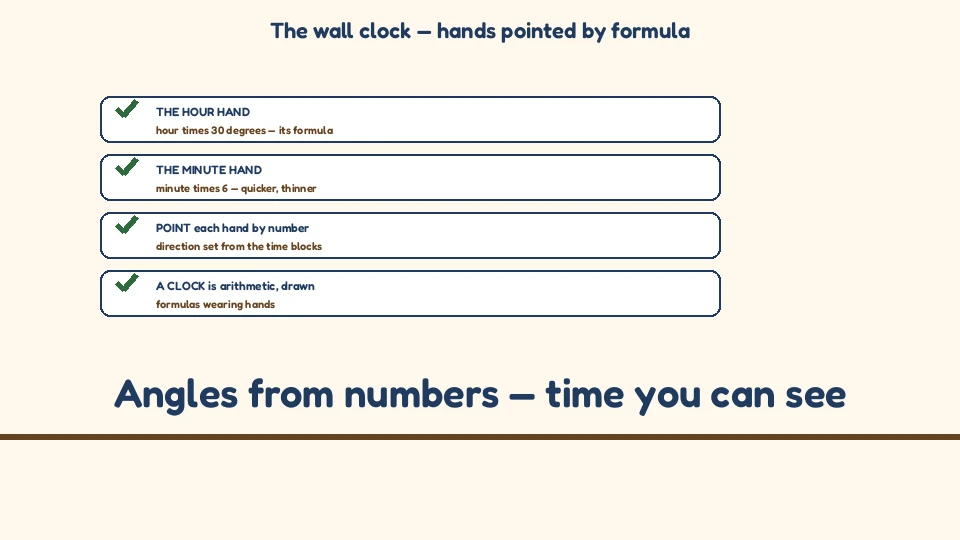 The wall clock — hands pointed by formula
THE HOUR HAND
hour times 30 degrees — its formula
THE MINUTE HAND
minute times 6 — quicker, thinner
POINT each hand by number
direction set from the time blocks
A CLOCK is arithmetic, drawn
formulas wearing hands
Angles from numbers — time you can see